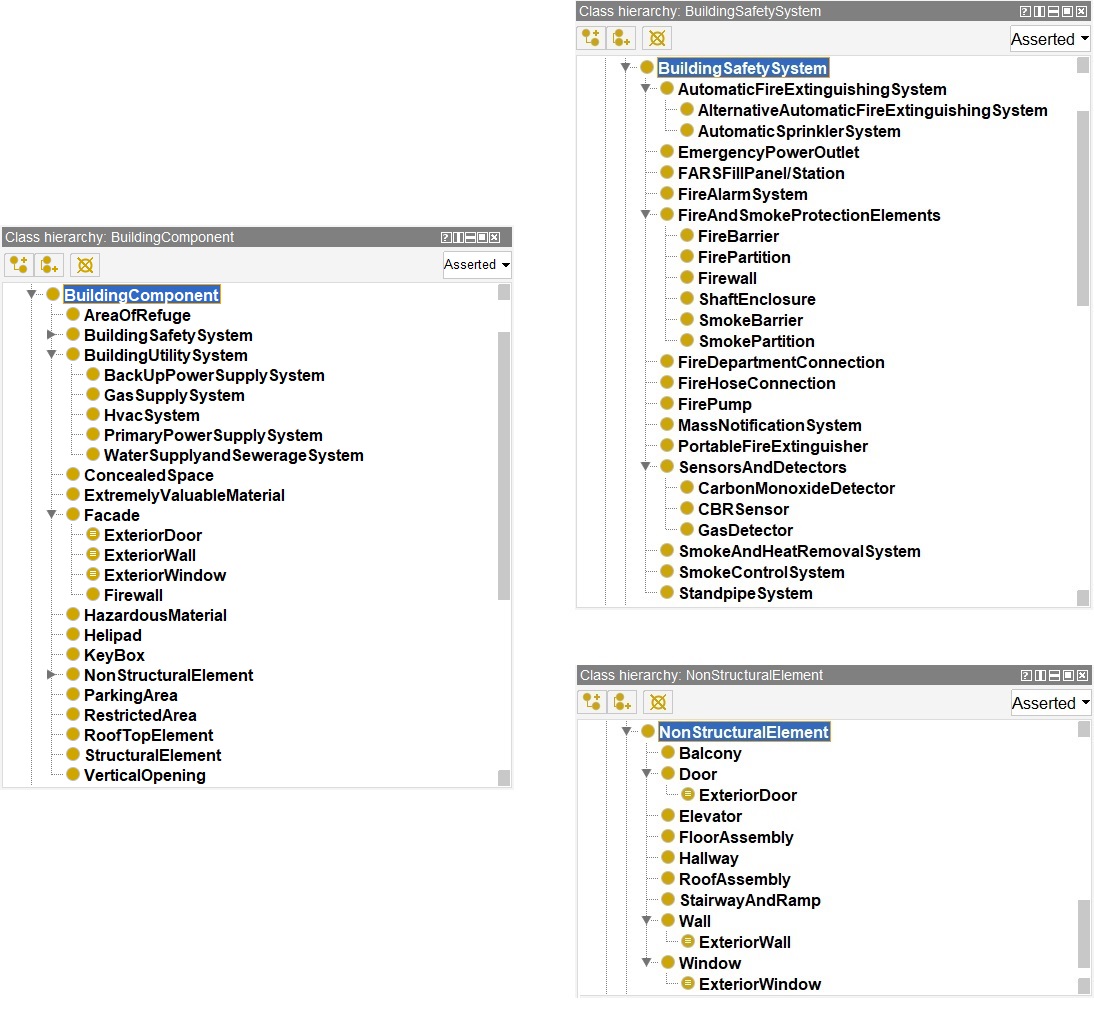 Class hierarchy: BuildingComponent
Asserted
BuildingComponent
AreaOfRefuge
BuildingSafetySystem
BuildingUtilitySystem
BackUpPowerSupplySystem
GasSupplySystem
HvacSystem
PrimaryPowerSupplySystem
WaterSupplyandSewerageSystem
ConcealedSpace
ExtremelyValuableMaterial
Facade
ExteriorDoor
ExteriorWall
ExteriorWindow
Firewall
HazardousMaterial
Helipad
KeyBox
NonStructuralElement
ParkingArea
RestrictedArea
RoofTopElement
StructuralElement
VerticalOpening
Class hierarchy: BuildingSafetySystem
Asserted
BuildingSafetySystem
AutomaticFireExtinguishingSystem
AlternativeAutomaticFireExtinguishingSystem
AutomaticSprinklerSystem
EmergencyPowerOutlet
FARSFillPanel/Station
FireAlarmSystem
FireAndSmokeProtectionElements
FireBarrier
FirePartition
Firewall
ShaftEnclosure
SmokeBarrier
SmokePartition
FireDepartmentConnection
FireHoseConnection
FirePump
MassNotificationSystem
PortableFireExtinguisher
SensorsAndDetectors
CarbonMonoxideDetector
CBRSensor
GasDetector
SmokeAndHeatRemovalSystem
SmokeControlSystem
StandpipeSystem
Class hierarchy: NonStructuralElement
Asserted
NonStructuralElement
Balcony
Door
ExteriorDoor
Elevator
FloorAssembly
Hallway
RoofAssembly
StairwayAndRamp
Wall
ExteriorWall
Window
ExteriorWindow